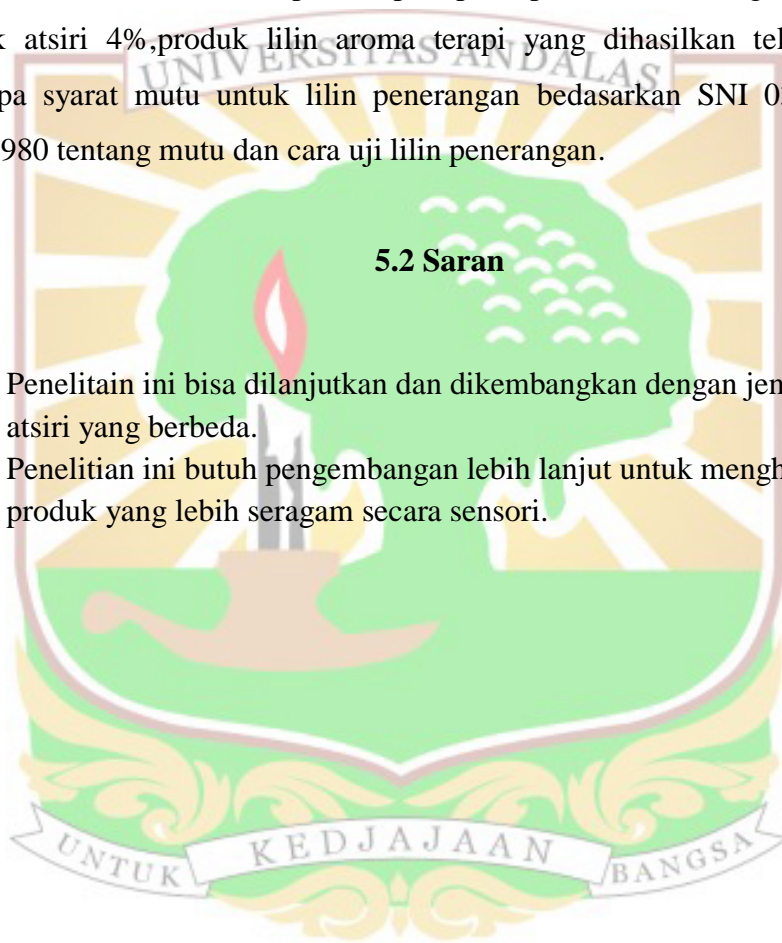 k atsiri 4%,produk lilin aroma terapi yang dihasilkan tel
UNIVERSITAS ANDALAS
pa syarat mutu untuk lilin penerangan bedasarkan SNI 0
980 tentang mutu dan cara uji lilin penerangan.
5.2 Saran
Penelitain ini bisa dilanjutkan dan dikembangkan dengan jen
atsiri yang berbeda.
Penelitian ini butuh pengembangan lebih lanjut untuk mengh
produk yang lebih seragam secara sensori.
UNTUK KEDJAJAAN BANGSA